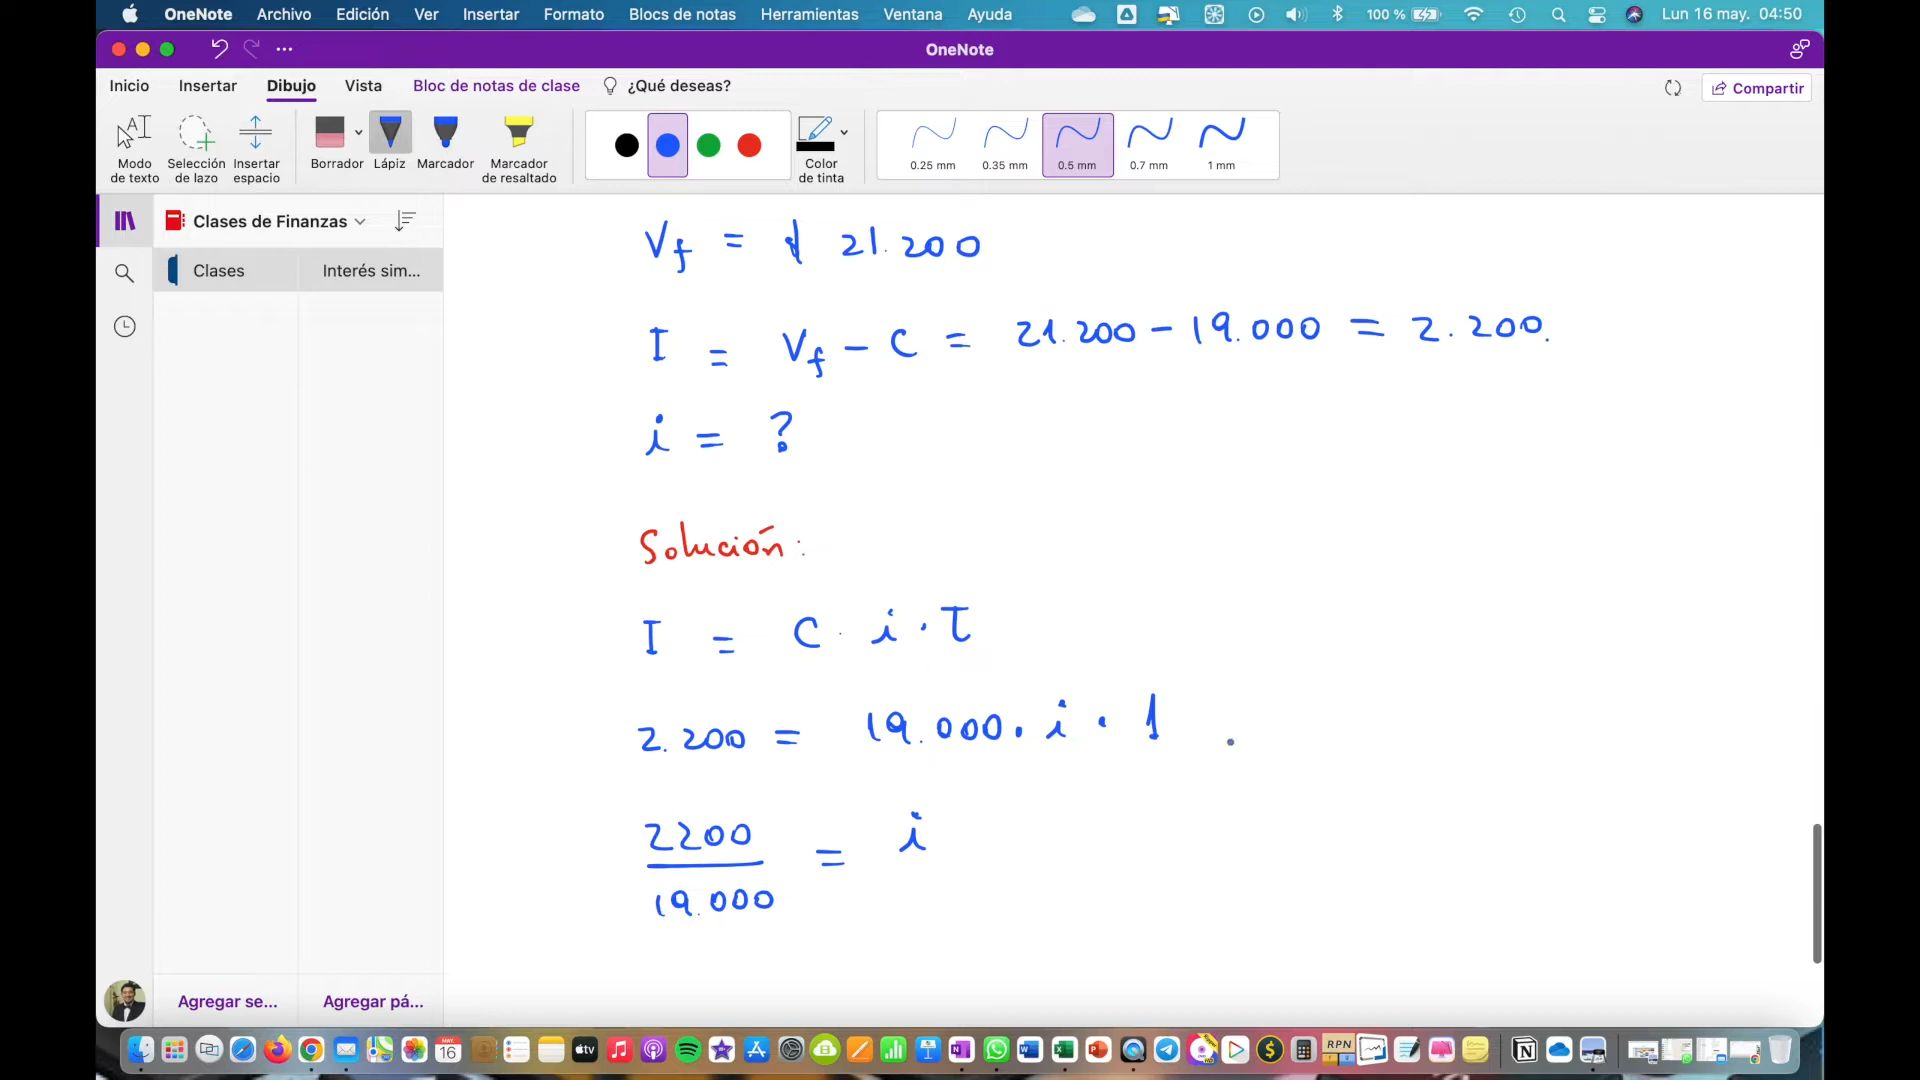 OneNote Archivo Edición Ver Insertar Formato Blocs de notas Herramientas Ventana Ayuda 100 % Lun 16 may. 04:50
OneNote
Inicio Insertar Dibujo Vista Bloc de notas de clase ¿Qué deseas? Compartir
Modo de texto
Selección de lazo
Insertar espacio
Borrador
Lápiz
Marcador
Marcador de resaltado
Color de tinta
0.25 mm 0.35 mm 0.5 mm 0.7 mm 1 mm
Clases de Finanzas
Clases Interés sim...
Vf = $ 21.200
I = Vf - C = 21.200 - 19.000 = 2.200.
i = ?
Solución:
I = C · i · T
2.200 = 19.000 · i · 1
2200
19.000
= i
Agregar se... Agregar pá...
MAY. 16
tv
RPN